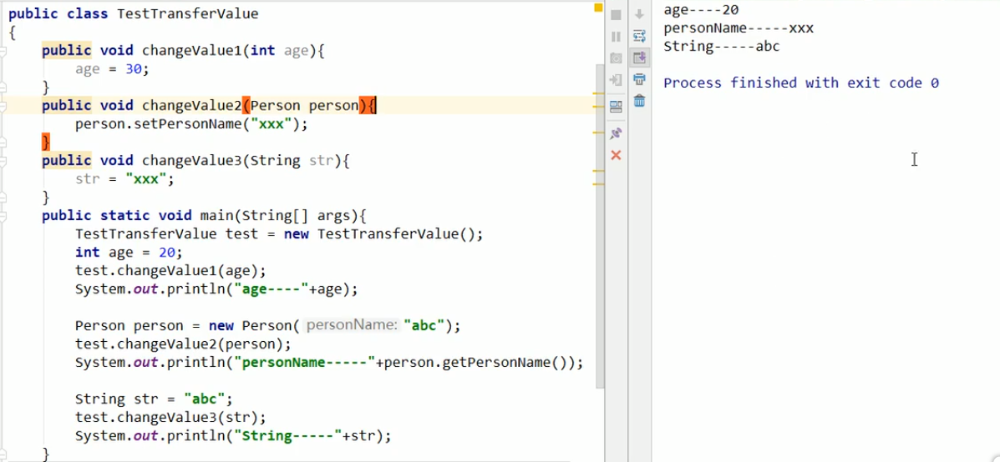 public class TestTransferValue
{
    public void changeValue1(int age){
        age = 30;
    }
    public void changeValue2(Person person){
        person.setPersonName("xxx");
    }
    public void changeValue3(String str){
        str = "xxx";
    }
    public static void main(String[] args){
        TestTransferValue test = new TestTransferValue();
        int age = 20;
        test.changeValue1(age);
        System.out.println("age----"+age);

        Person person = new Person( personName: "abc");
        test.changeValue2(person);
        System.out.println("personName-----"+person.getPersonName());

        String str = "abc";
        test.changeValue3(str);
        System.out.println("String-----"+str);
    }
age----20
personName-----xxx
String-----abc

Process finished with exit code 0